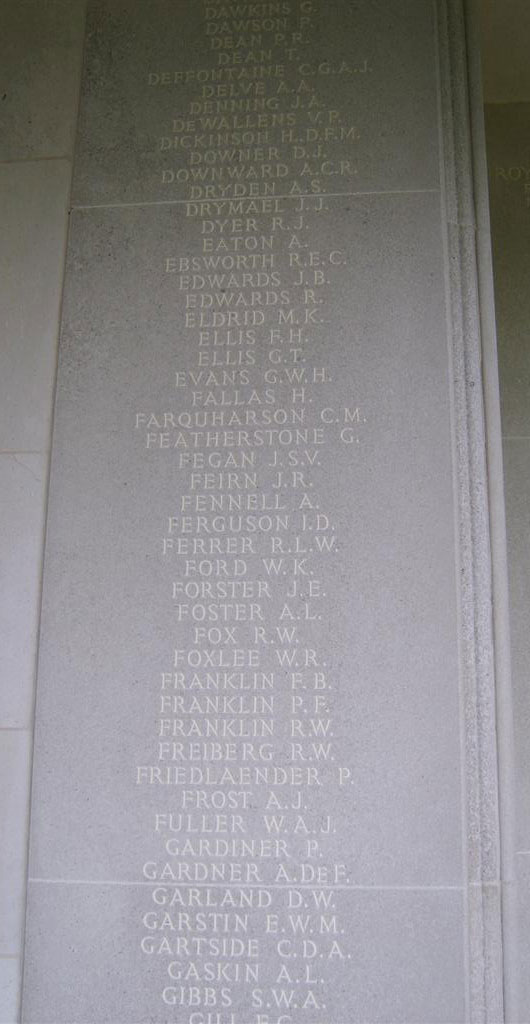 DAWKINS G.
DAWSON P.
DEAN P.R.
DEAN T.
DEFFONTAINE C.G.A.J.
DELVE A.A.
DENNING J.A.
DEWALLENS V.P.
DICKINSON H.D.F.M.
DOWNER D.J.
DOWNWARD A.C.R.
DRYDEN A.S.
DRYMAEL J.J.
DYER R.J.
EATON A.
EBSWORTH R.E.C.
EDWARDS J.B.
EDWARDS R.
ELDRID M.K.
ELLIS F.H.
ELLIS G.T.
EVANS G.W.H.
FALLAS H.
FARQUHARSON C.M.
FEATHERSTONE G.
FEGAN J.S.V.
FEIRN J.R.
FENNELL A.
FERGUSON I.D.
FERRER R.L.W.
FORD W.K.
FORSTER J.E.
FOSTER A.L.
FOX R.W.
FOXLEE W.R.
FRANKLIN F.B.
FRANKLIN P.F.
FRANKLIN R.W.
FREIBERG R.W.
FRIEDLAENDER P.
FROST A.J.
FULLER W.A.J.
GARDINER P.
GARDNER A.DeF.
GARLAND D.W.
GARSTIN E.W.M.
GARTSIDE C.D.A.
GASKIN A.L.
GIBBS S.W.A.
GILL